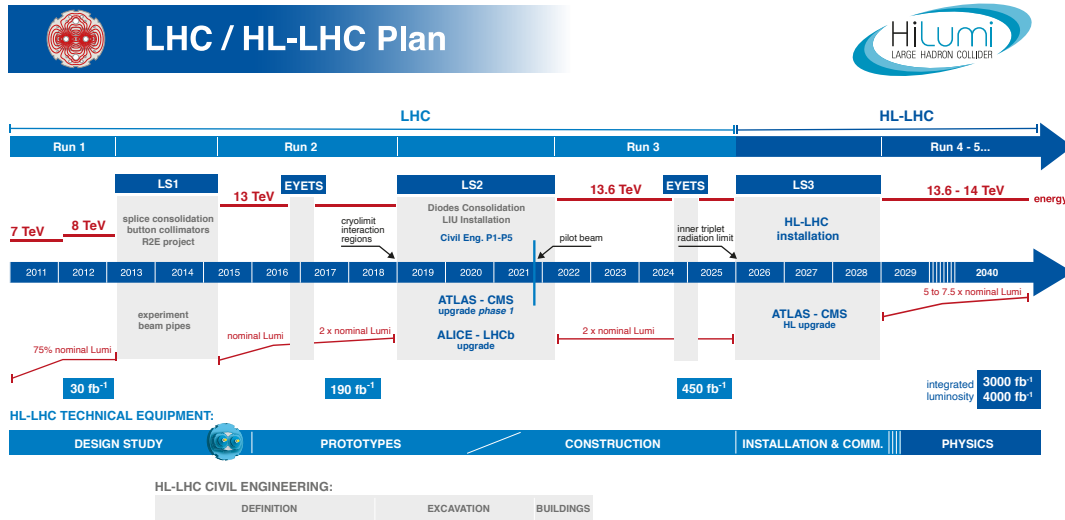 LHC / HL-LHC Plan
HiLumi
LARGE HADRON COLLIDER
LHC
HL-LHC
Run 1
Run 2
Run 3
Run 4 - 5...
LS1
EYETS
LS2
EYETS
LS3
7 TeV
8 TeV
13 TeV
13.6 TeV
13.6 - 14 TeV
energy
splice consolidation
button collimators
R2E project
cryolimit
interaction
regions
Diodes Consolidation
LIU Installation
Civil Eng. P1-P5
pilot beam
inner triplet
radiation limit
HL-LHC
installation
2011 2012 2013 2014 2015 2016 2017 2018 2019 2020 2021 2022 2023 2024 2025 2026 2027 2028 2029 2040
experiment
beam pipes
ATLAS - CMS
upgrade phase 1
ALICE - LHCb
upgrade
ATLAS - CMS
HL upgrade
75% nominal Lumi
nominal Lumi
2 x nominal Lumi
2 x nominal Lumi
5 to 7.5 x nominal Lumi
30 fb⁻¹
190 fb⁻¹
450 fb⁻¹
integrated
luminosity
3000 fb⁻¹
4000 fb⁻¹
HL-LHC TECHNICAL EQUIPMENT:
DESIGN STUDY
PROTOTYPES
CONSTRUCTION
INSTALLATION & COMM.
PHYSICS
HL-LHC CIVIL ENGINEERING:
DEFINITION
EXCAVATION
BUILDINGS